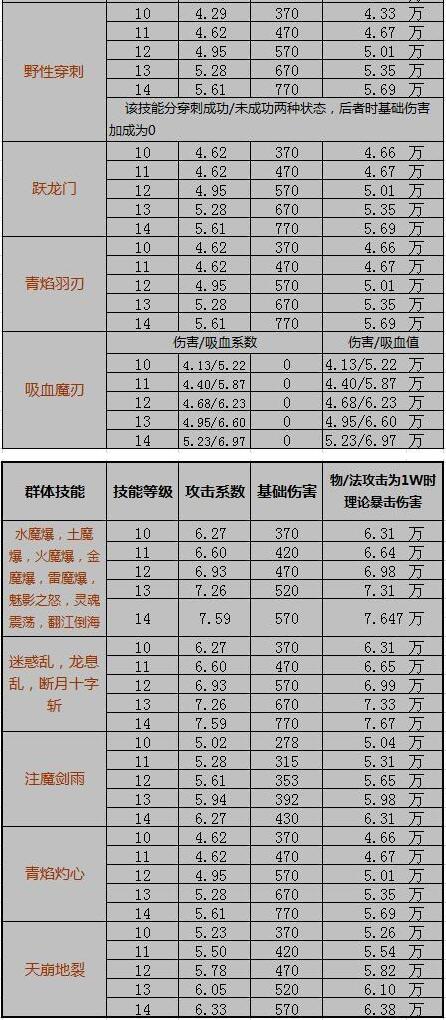 野性穿刺
10 4.29 370 4.33 万
11 4.62 470 4.67 万
12 4.95 570 5.01 万
13 5.28 670 5.35 万
14 5.61 770 5.69 万
该技能分穿刺成功/未成功两种状态，后者时基础伤害
加成为0
跃龙门
10 4.62 370 4.66 万
11 4.62 470 4.67 万
12 4.95 570 5.01 万
13 5.28 670 5.35 万
14 5.61 770 5.69 万
青焰羽刃
10 4.62 370 4.66 万
11 4.62 470 4.67 万
12 4.95 570 5.01 万
13 5.28 670 5.35 万
14 5.61 770 5.69 万
吸血魔刃
伤害/吸血系数 伤害/吸血值
10 4.13/5.22 0 4.13/5.22 万
11 4.40/5.87 0 4.40/5.87 万
12 4.68/6.23 0 4.68/6.23 万
13 4.95/6.60 0 4.95/6.60 万
14 5.23/6.97 0 5.23/6.97 万
群体技能 技能等级 攻击系数 基础伤害 物/法攻击为1W时
理论暴击伤害
水魔爆，土魔
爆，火魔爆，金
魔爆，雷魔爆，
魅影之怒，灵魂
震荡，翻江倒海
10 6.27 370 6.31 万
11 6.60 420 6.64 万
12 6.93 470 6.98 万
13 7.26 520 7.31 万
14 7.59 570 7.647万
迷惑乱，龙息
乱，断月十字
斩
10 6.27 370 6.31 万
11 6.60 470 6.65 万
12 6.93 570 6.99 万
13 7.26 670 7.33 万
14 7.59 770 7.67 万
注魔剑雨
10 5.02 278 5.04 万
11 5.28 315 5.31 万
12 5.61 353 5.65 万
13 5.94 392 5.98 万
14 6.27 430 6.31 万
青焰灼心
10 4.62 370 4.66 万
11 4.62 470 4.67 万
12 4.95 570 5.01 万
13 5.28 670 5.35 万
14 5.61 770 5.69 万
天崩地裂
10 5.23 370 5.26 万
11 5.50 420 5.54 万
12 5.78 470 5.82 万
13 6.05 520 6.10 万
14 6.33 570 6.38 万